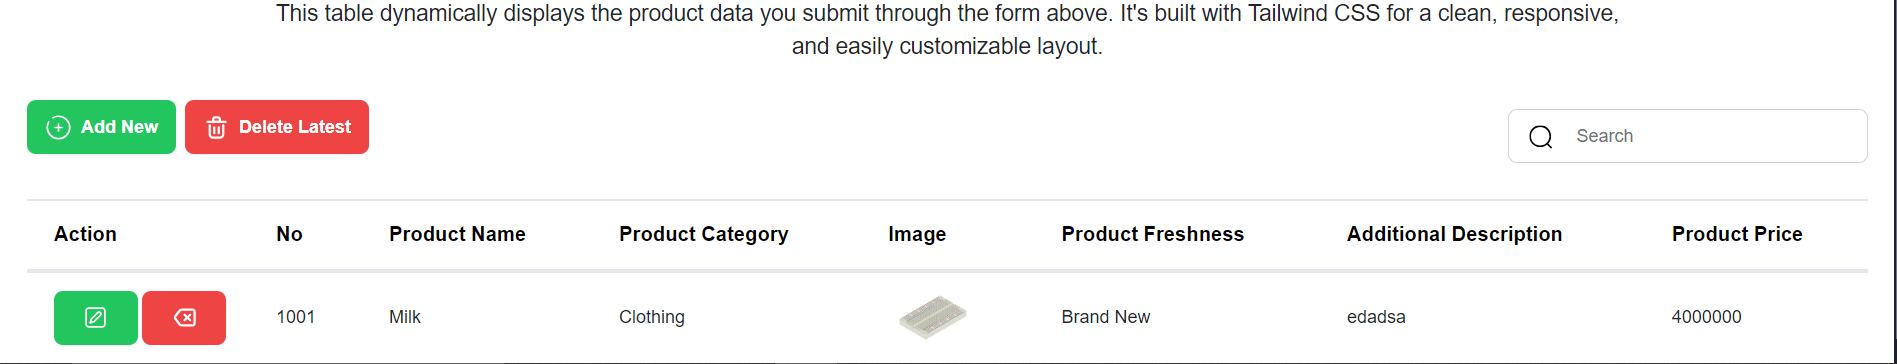 This table dynamically displays the product data you submit through the form above. It's built with Tailwind CSS for a clean, responsive,
and easily customizable layout.
Add New Delete Latest Search
Action No Product Name Product Category Image Product Freshness Additional Description Product Price
1001 Milk Clothing Brand New edadsa 4000000